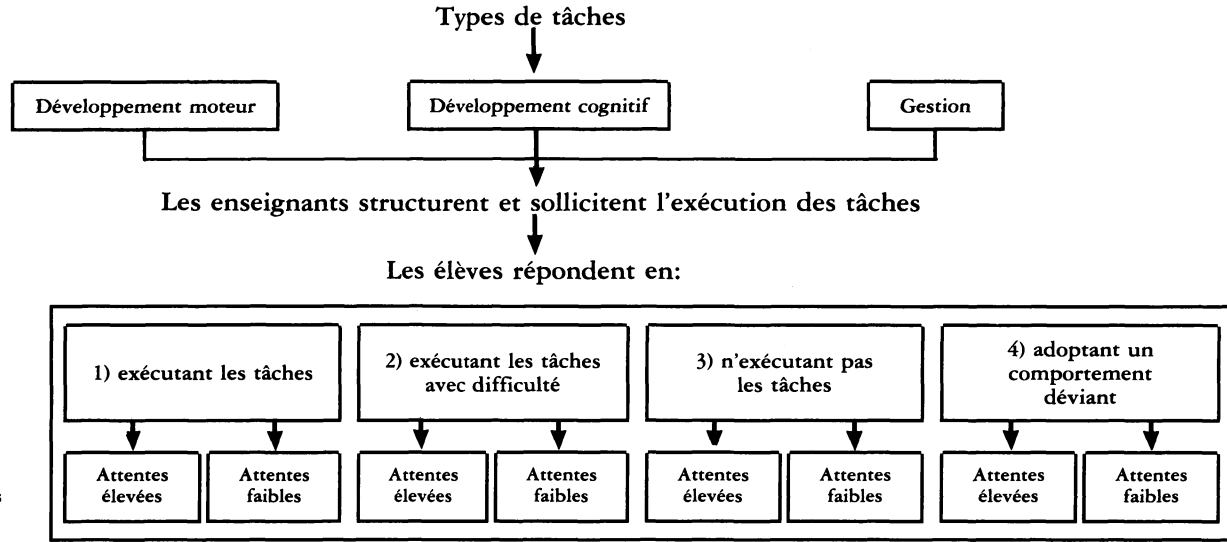 Types de tâches
Développement moteur
Développement cognitif
Gestion
Les enseignants structurent et sollicitent l'exécution des tâches
Les élèves répondent en:
1) exécutant les tâches
2) exécutant les tâches
avec difficulté
3) n'exécutant pas
les tâches
4) adoptant un
comportement
déviant
Attentes
élevées
Attentes
faibles
Attentes
élevées
Attentes
faibles
Attentes
élevées
Attentes
faibles
Attentes
élevées
Attentes
faibles